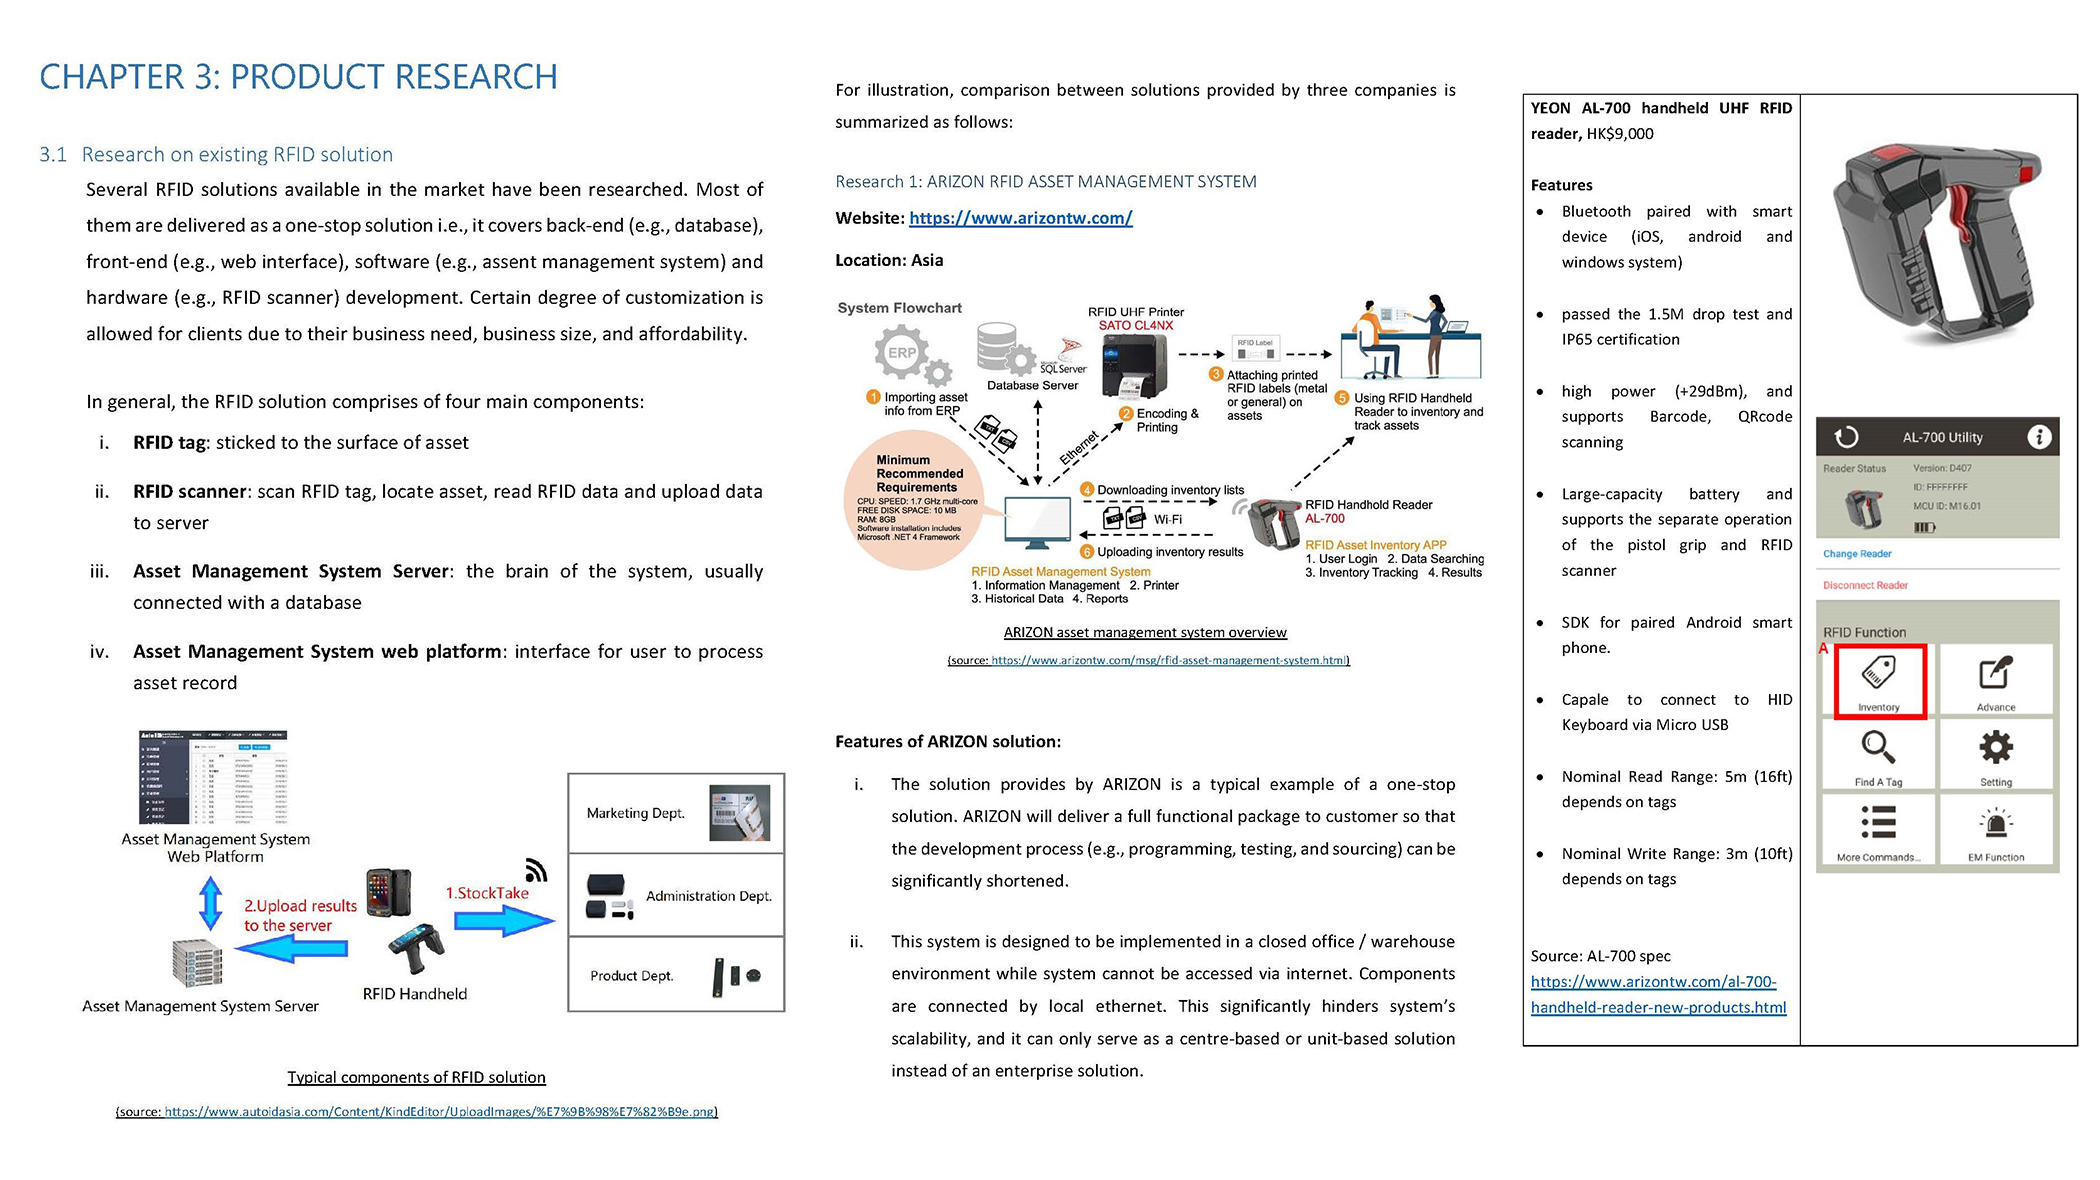 CHAPTER 3: PRODUCT RESEARCH
3.1 Research on existing RFID solution
Several RFID solutions available in the market have been researched. Most of
them are delivered as a one-stop solution i.e., it covers back-end (e.g., database),
front-end (e.g., web interface), software (e.g., assent management system) and
hardware (e.g., RFID scanner) development. Certain degree of customization is
allowed for clients due to their business need, business size, and affordability.
In general, the RFID solution comprises of four main components:
i. RFID tag: sticked to the surface of asset
ii. RFID scanner: scan RFID tag, locate asset, read RFID data and upload data
to server
iii. Asset Management System Server: the brain of the system, usually
connected with a database
iv. Asset Management System web platform: interface for user to process
asset record
Asset Management System
Web Platform
2.Upload results
to the server
1.StockTake
Asset Management System Server
RFID Handheld
Marketing Dept.
Administration Dept.
Product Dept.
Typical components of RFID solution
(source: https://www.autoidasia.com/Content/KindEditor/UploadImages/%E7%9B%98%E7%82%B9e.png)
For illustration, comparison between solutions provided by three companies is
summarized as follows:
Research 1: ARIZON RFID ASSET MANAGEMENT SYSTEM
Website: https://www.arizontw.com/
Location: Asia
System Flowchart
ERP
1 Importing asset
info from ERP
SQL Server
Database Server
RFID UHF Printer
SATO CL4NX
2 Encoding &
Printing
Ethernet
RFID Label
3 Attaching printed
RFID labels (metal
or general) on
assets
5 Using RFID Handheld
Reader to inventory and
track assets
Minimum
Recommended
Requirements
CPU: SPEED: 1.7 GHz multi-core
FREE DISK SPACE: 10 MB
RAM: 8GB
Software installation includes
Microsoft .NET 4 Framework
4 Downloading inventory lists
Wi-Fi
6 Uploading inventory results
RFID Handhold Reader
AL-700
RFID Asset Inventory APP
1. User Login 2. Data Searching
3. Inventory Tracking 4. Results
RFID Asset Management System
1. Information Management 2. Printer
3. Historical Data 4. Reports
ARIZON asset management system overview
(source: https://www.arizontw.com/msg/rfid-asset-management-system.html)
Features of ARIZON solution:
i. The solution provides by ARIZON is a typical example of a one-stop
solution. ARIZON will deliver a full functional package to customer so that
the development process (e.g., programming, testing, and sourcing) can be
significantly shortened.
ii. This system is designed to be implemented in a closed office / warehouse
environment while system cannot be accessed via internet. Components
are connected by local ethernet. This significantly hinders system's
scalability, and it can only serve as a centre-based or unit-based solution
instead of an enterprise solution.
YEON AL-700 handheld UHF RFID
reader, HK$9,000
Features
• Bluetooth paired with smart
device (iOS, android and
windows system)
• passed the 1.5M drop test and
IP65 certification
• high power (+29dBm), and
supports Barcode, QRcode
scanning
• Large-capacity battery and
supports the separate operation
of the pistol grip and RFID
scanner
• SDK for paired Android smart
phone.
• Capale to connect to HID
Keyboard via Micro USB
• Nominal Read Range: 5m (16ft)
depends on tags
• Nominal Write Range: 3m (10ft)
depends on tags
Source: AL-700 spec
https://www.arizontw.com/al-700-
handheld-reader-new-products.html
AL-700 Utility
Reader Status
Version: D407
ID: FFFFFFFF
MCU ID: M16.01
Change Reader
Disconnect Reader
RFID Function
A
Inventory
Advance
Find A Tag
Setting
More Commands...
EM Function